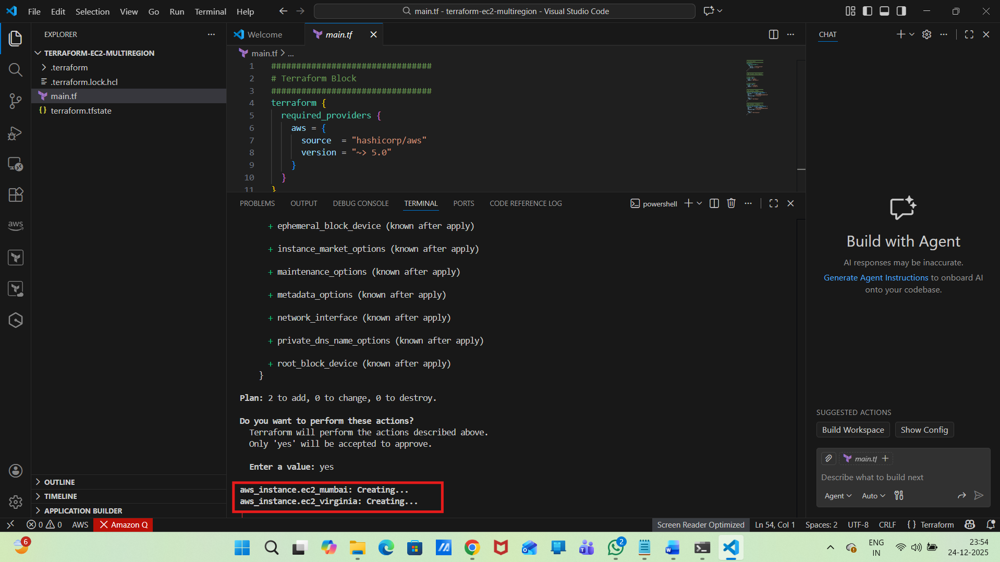 File Edit Selection View Go Run Terminal Help
main.tf - terraform-ec2-multiregion - Visual Studio Code
EXPLORER
TERRAFORM-EC2-MULTIREGION
.terraform
.terraform.lock.hcl
main.tf
terraform.tfstate
OUTLINE
TIMELINE
APPLICATION BUILDER
aws
Welcome
main.tf
main.tf > ...
1 ################################
2 # Terraform Block
3 ################################
4 terraform {
5 required_providers {
6 aws = {
7 source = "hashicorp/aws"
8 version = "~> 5.0"
9 }
10 }
11 }
PROBLEMS OUTPUT DEBUG CONSOLE TERMINAL PORTS CODE REFERENCE LOG
powershell
+ ephemeral_block_device (known after apply)
+ instance_market_options (known after apply)
+ maintenance_options (known after apply)
+ metadata_options (known after apply)
+ network_interface (known after apply)
+ private_dns_name_options (known after apply)
+ root_block_device (known after apply)
}
Plan: 2 to add, 0 to change, 0 to destroy.
Do you want to perform these actions?
Terraform will perform the actions described above.
Only 'yes' will be accepted to approve.
Enter a value: yes
aws_instance.ec2_mumbai: Creating...
aws_instance.ec2_virginia: Creating...
CHAT
Build with Agent
AI responses may be inaccurate.
Generate Agent Instructions to onboard AI
onto your codebase.
SUGGESTED ACTIONS
Build Workspace Show Config
main.tf
Describe what to build next
Agent Auto
0 0 AWS Amazon Q
Screen Reader Optimized Ln 54, Col 1 Spaces: 2 UTF-8 CRLF { } Terraform
6
2
ENG
IN
23:54
24-12-2025